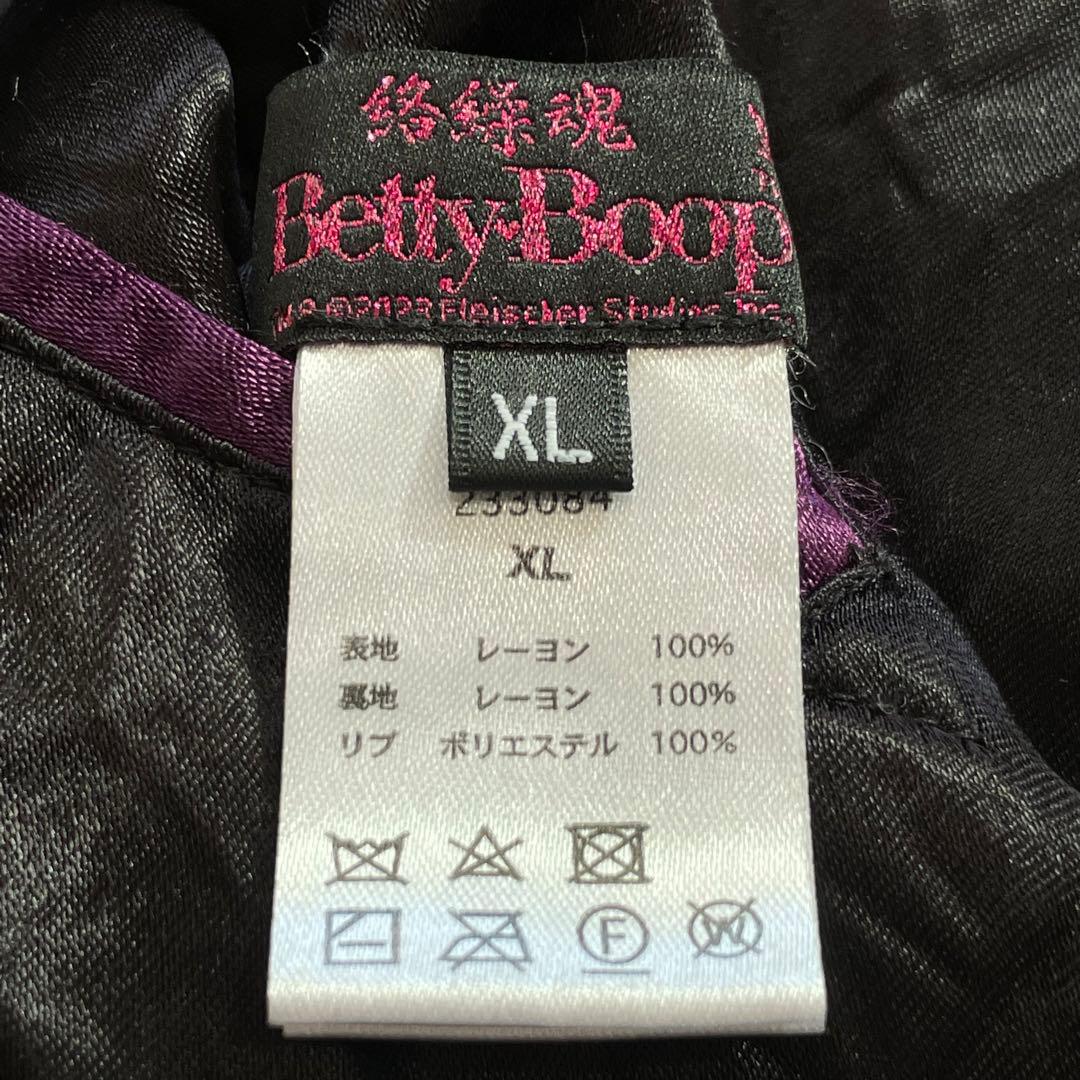 絡繰魂
Betty Boop
©2023 Fleischer Studios, Inc.
XL
233084
XL
表地 レーヨン 100%
裏地 レーヨン 100%
リブ ポリエステル 100%
F
W